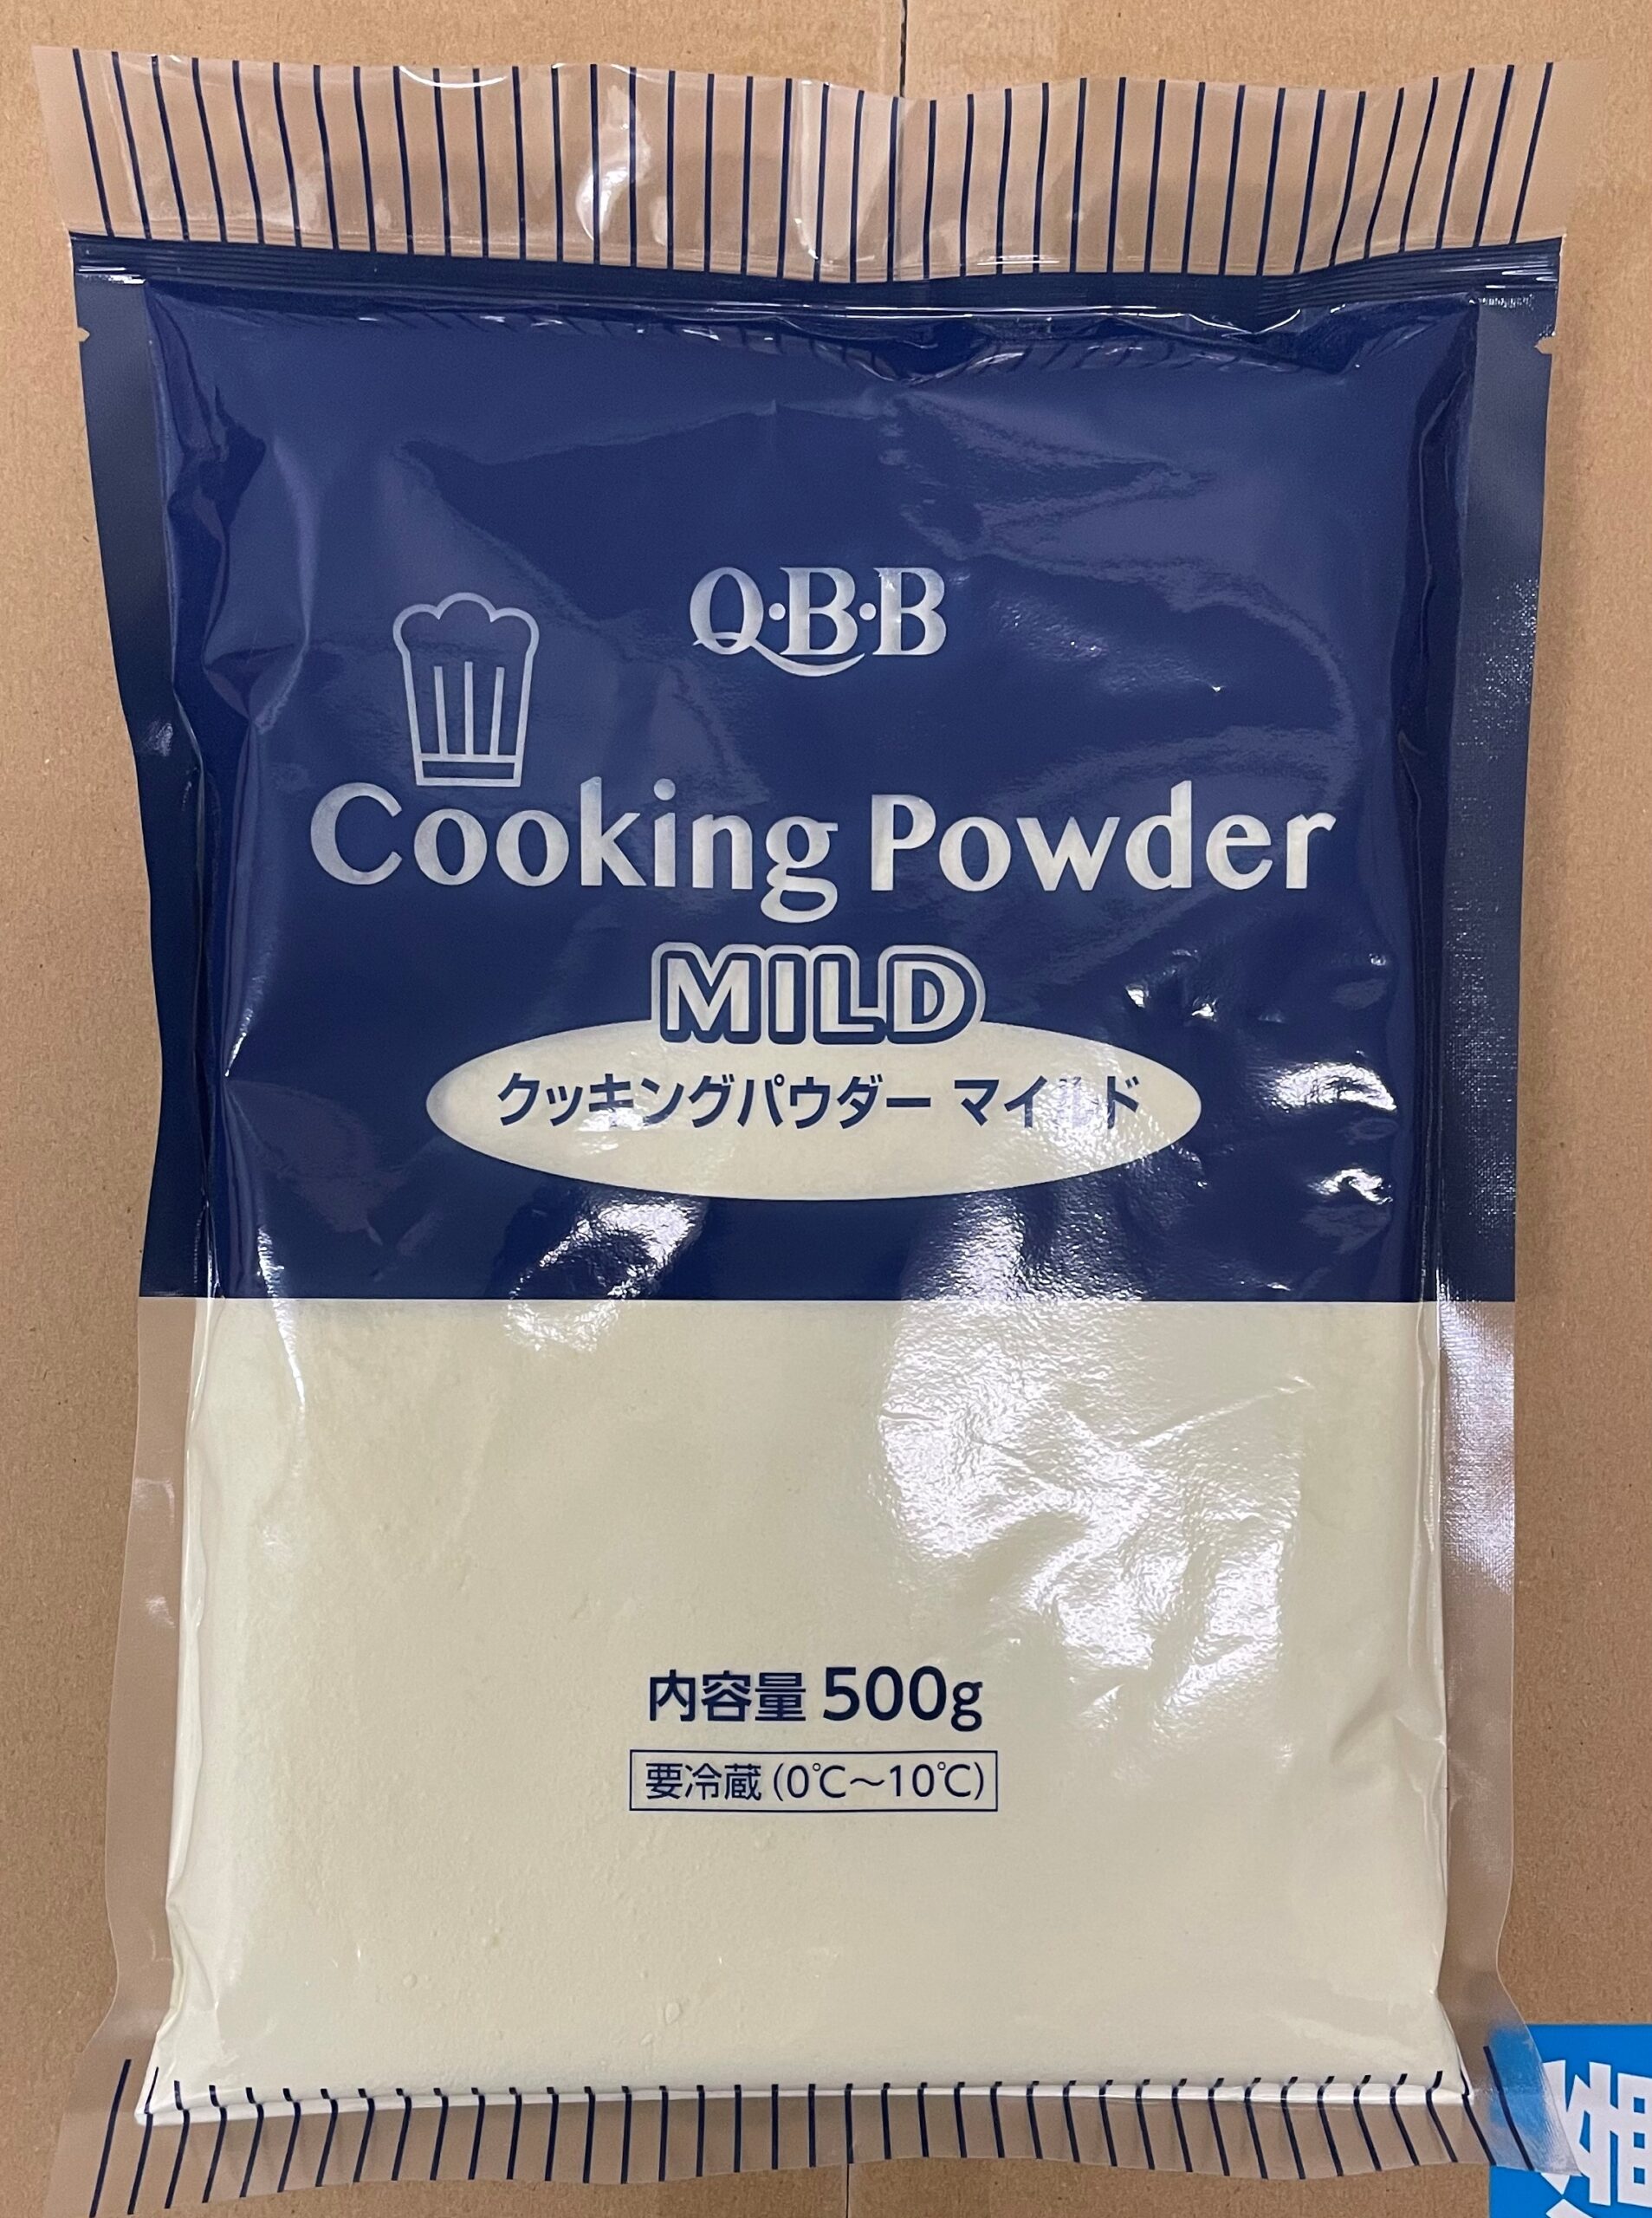 Q·B·B
Cooking Powder
MILD
クッキングパウダー マイルド
内容量 500g
要冷蔵 (0℃～10℃)